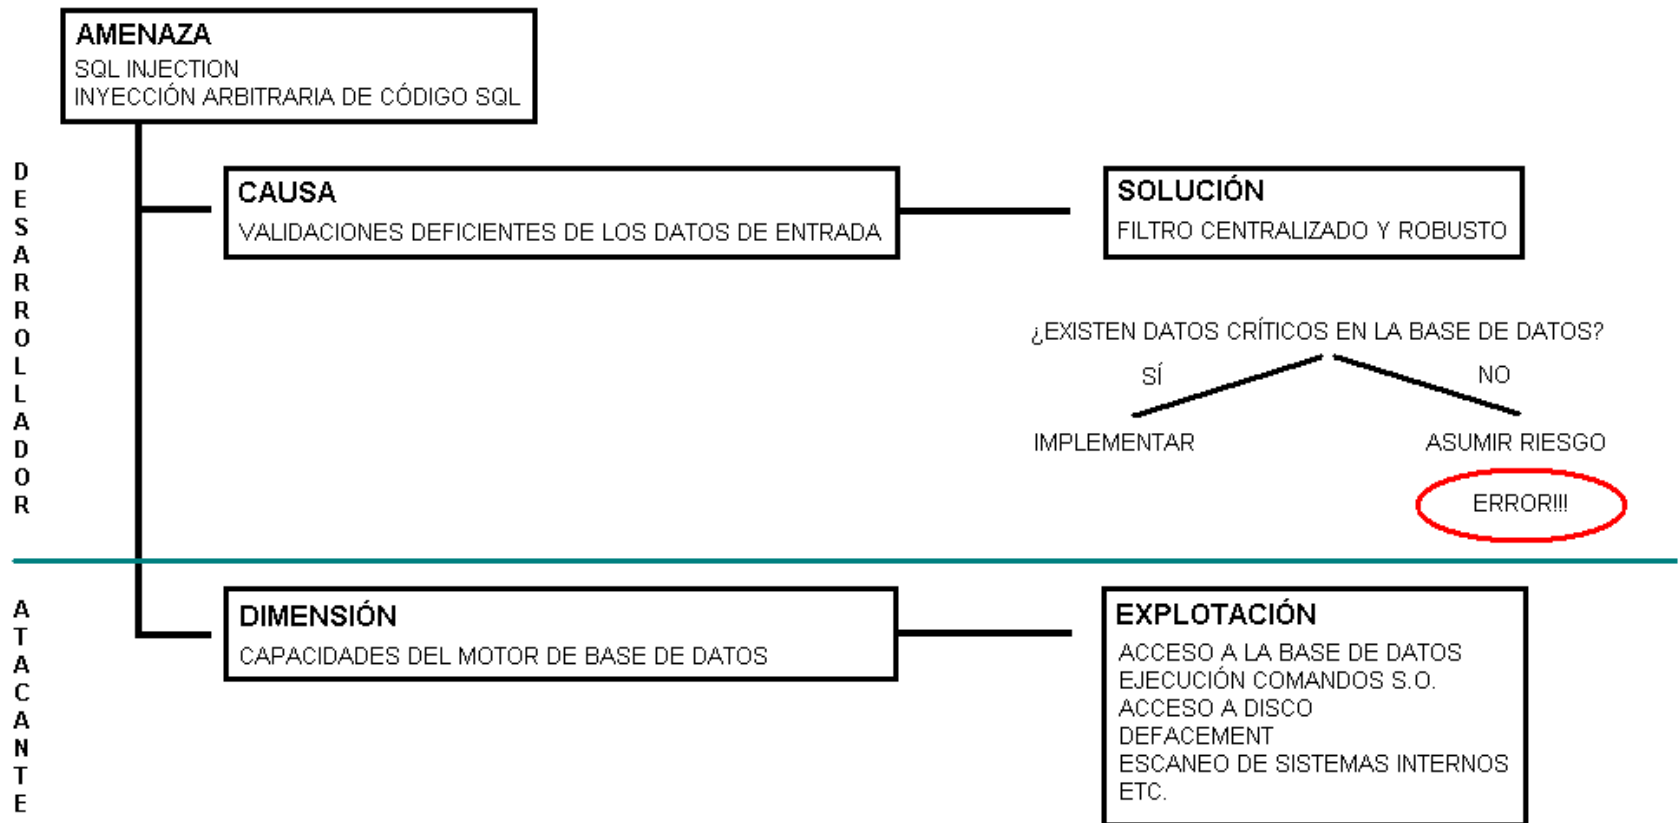 AMENAZA
SQL INJECTION
INYECCIÓN ARBITRARIA DE CÓDIGO SQL
DESARROLLADOR
CAUSA
VALIDACIONES DEFICIENTES DE LOS DATOS DE ENTRADA
SOLUCIÓN
FILTRO CENTRALIZADO Y ROBUSTO
¿EXISTEN DATOS CRÍTICOS EN LA BASE DE DATOS?
SÍ
NO
IMPLEMENTAR
ASUMIR RIESGO
ERROR!!!
ATACANTE
DIMENSIÓN
CAPACIDADES DEL MOTOR DE BASE DE DATOS
EXPLOTACIÓN
ACCESO A LA BASE DE DATOS
EJECUCIÓN COMANDOS S.O.
ACCESO A DISCO
DEFACEMENT
ESCANEO DE SISTEMAS INTERNOS
ETC.